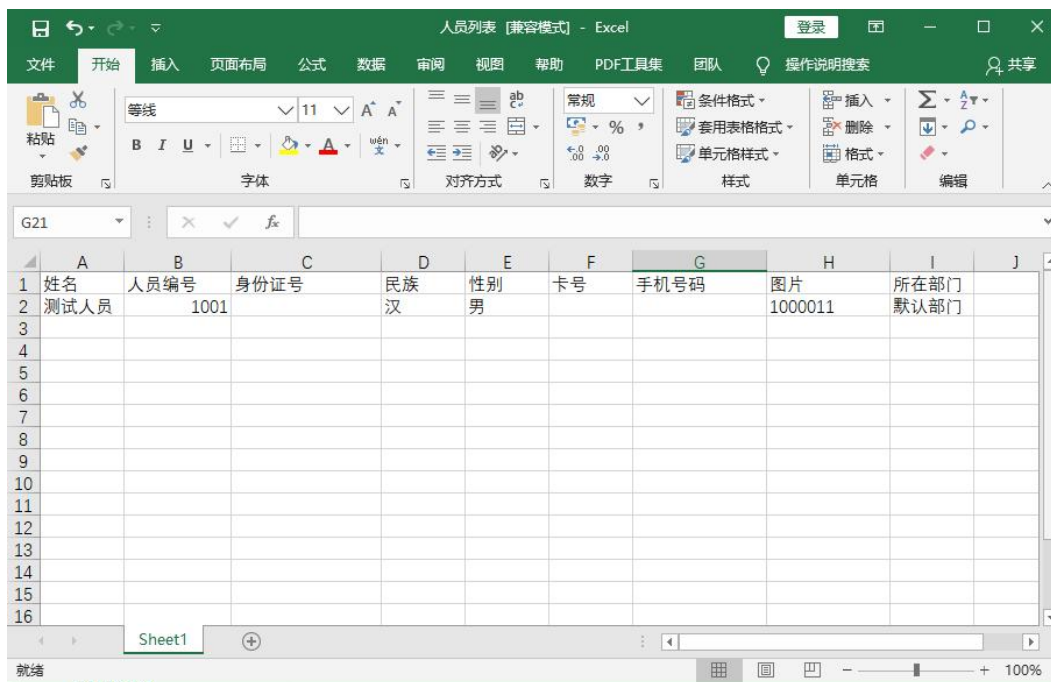 人员列表 [兼容模式] - Excel 登录
文件 开始 插入 页面布局 公式 数据 审阅 视图 帮助 PDF工具集 团队 操作说明搜索 共享
等线 11 A A ab 常规 条件格式 插入 Σ
粘贴 套用表格格式 删除
B I U A wén 文 % , 单元格样式 格式
剪贴板 字体 对齐方式 数字 样式 单元格 编辑
G21 fx
A B C D E F G H I J
1 姓名 人员编号 身份证号 民族 性别 卡号 手机号码 图片 所在部门
2 测试人员 1001 汉 男 1000011 默认部门
3
4
5
6
7
8
9
10
11
12
13
14
15
16
Sheet1
就绪 100%